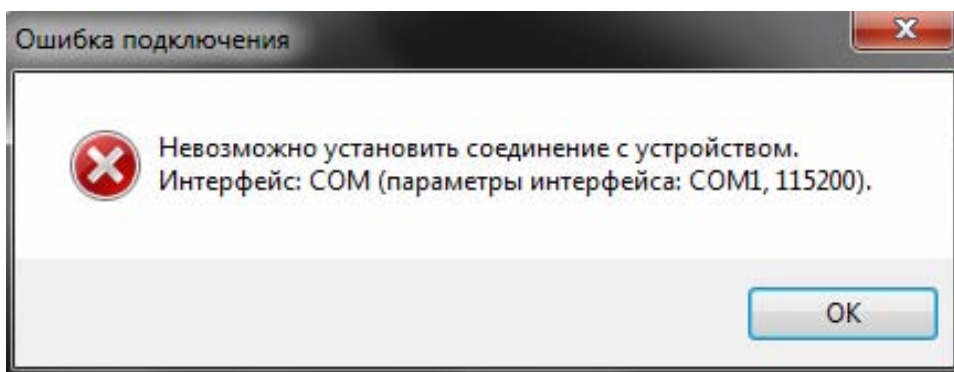 Ошибка подключения
Невозможно установить соединение с устройством.
Интерфейс: COM (параметры интерфейса: COM1, 115200).
OK